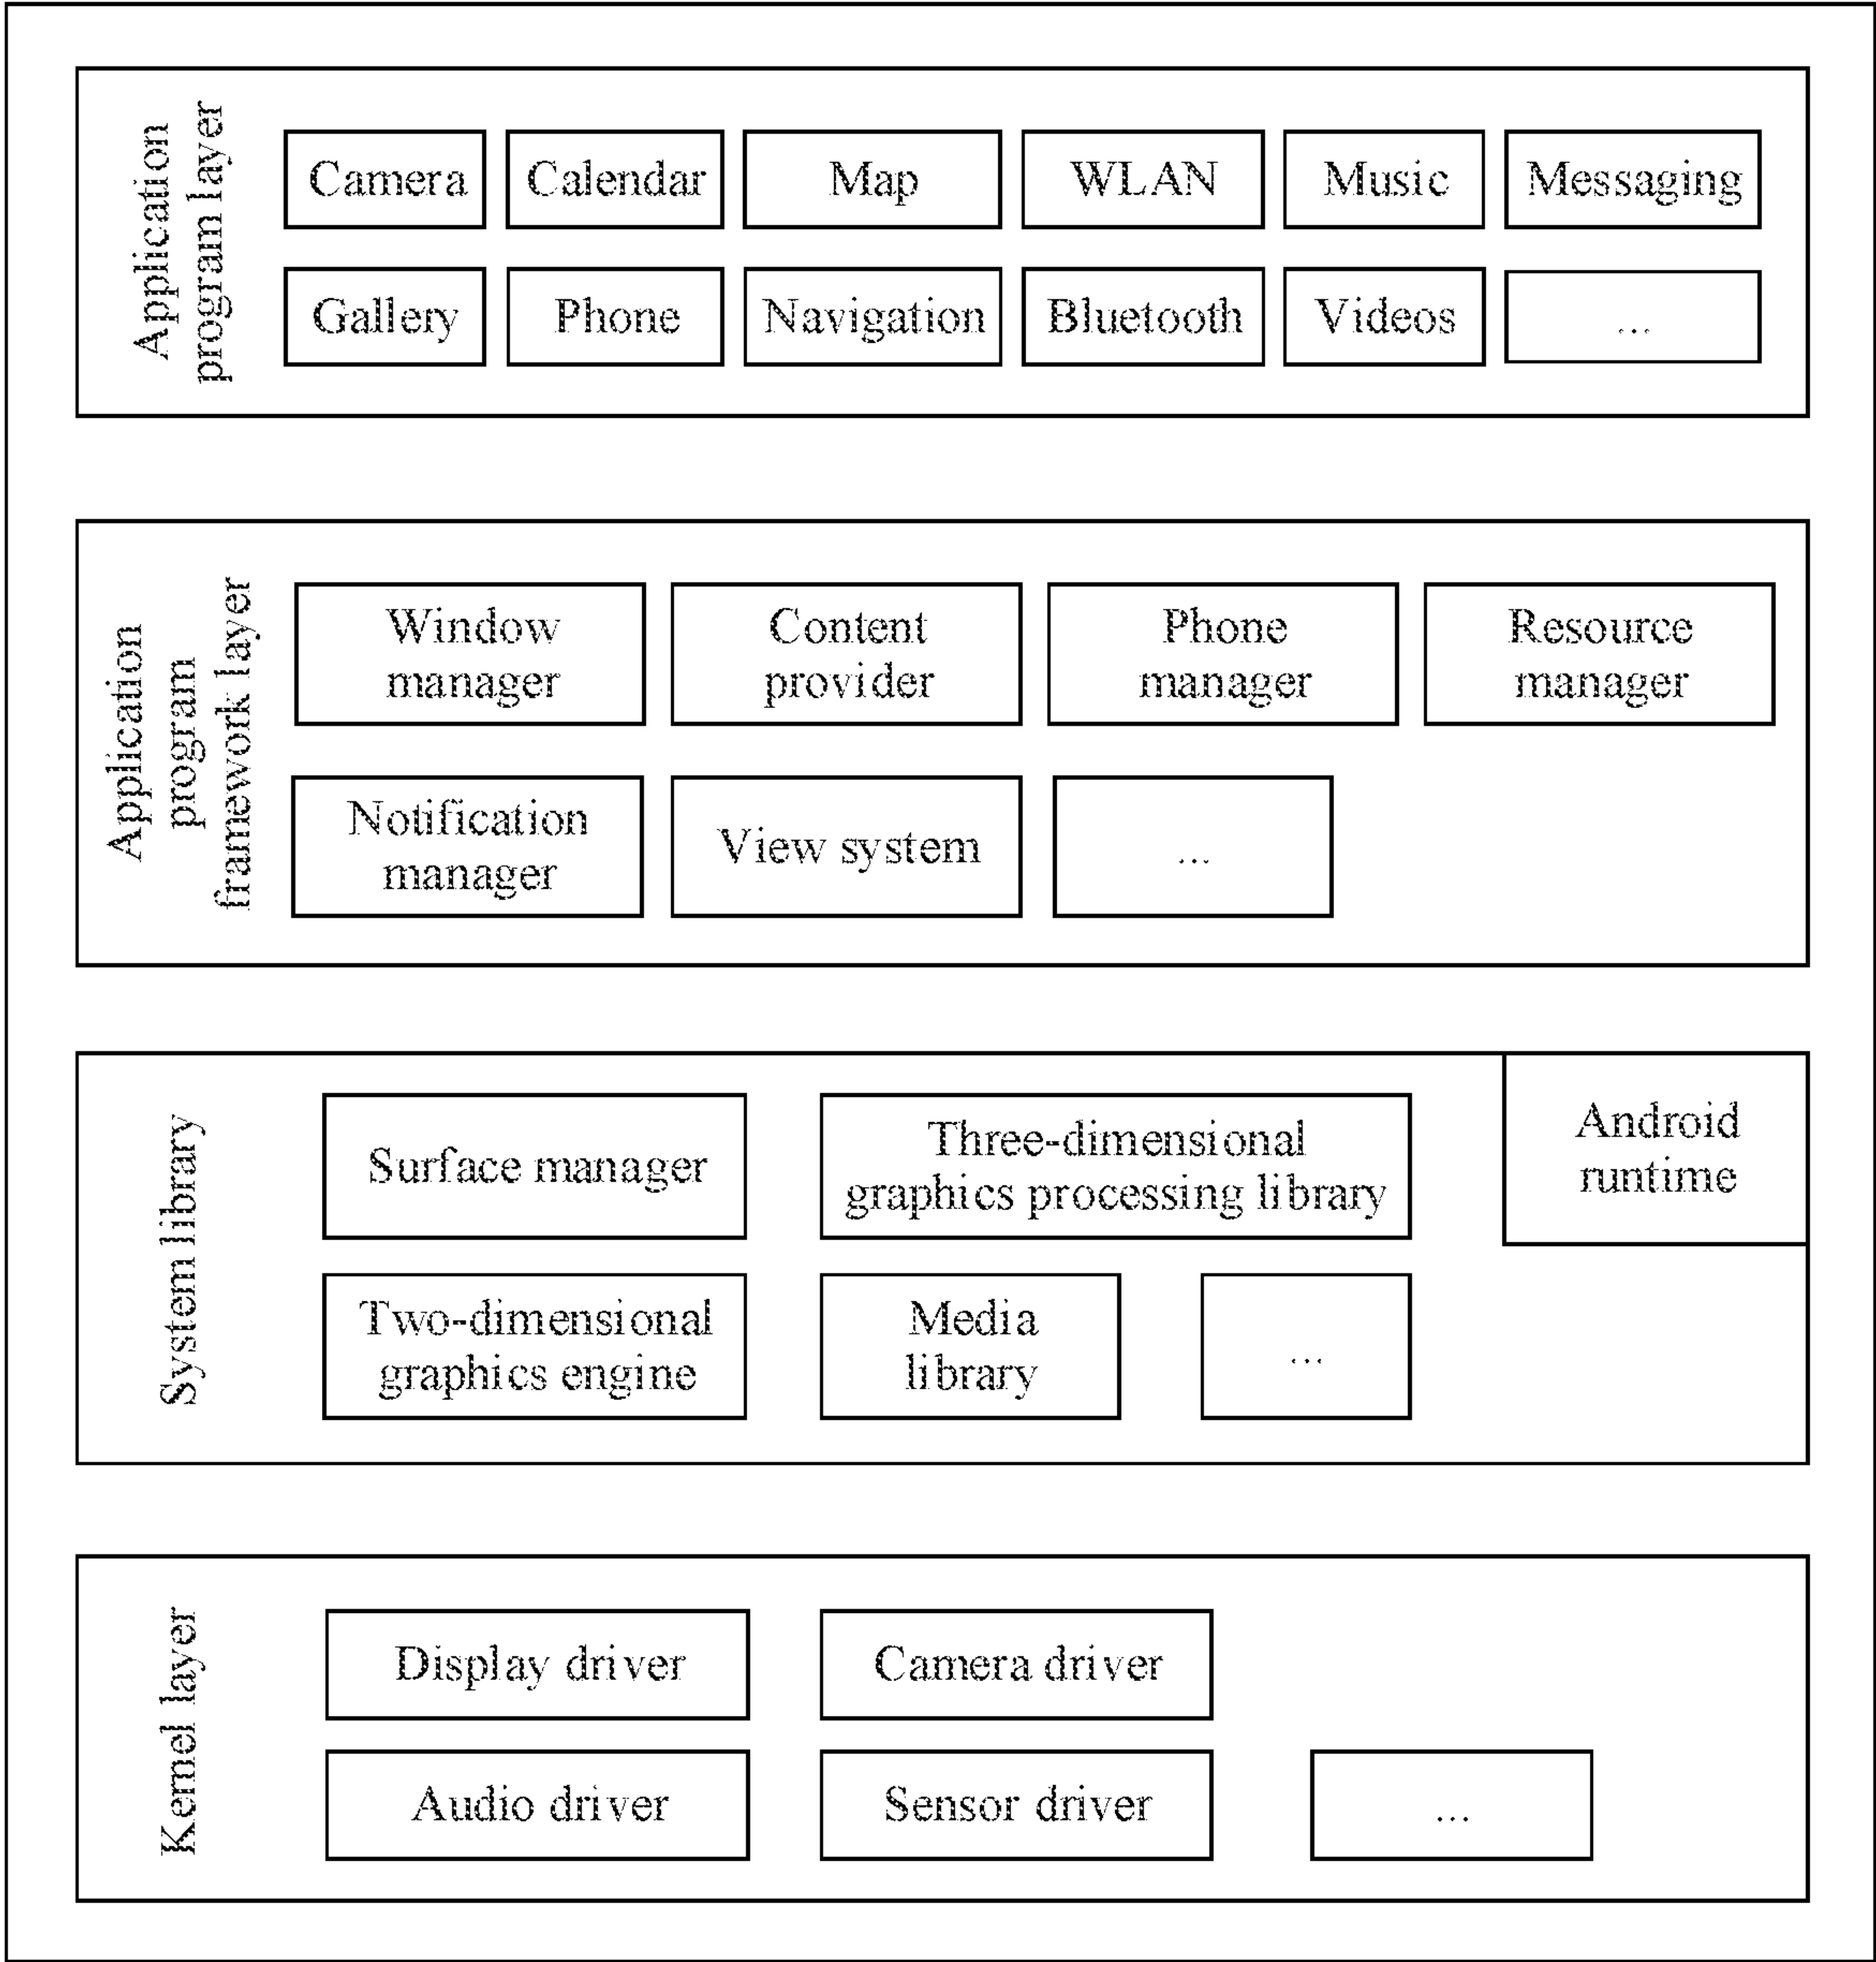 Application
program layer
Camera
Calendar
Map
WLAN
Music
Messaging
Gallery
Phone
Navigation
Bluetooth
Videos
...
Application
program
framework layer
Window
manager
Content
provider
Phone
manager
Resource
manager
Notification
manager
View system
...
System library
Surface manager
Three-dimensional
graphics processing library
Android
runtime
Two-dimensional
graphics engine
Media
library
...
Kernel layer
Display driver
Camera driver
Audio driver
Sensor driver
...